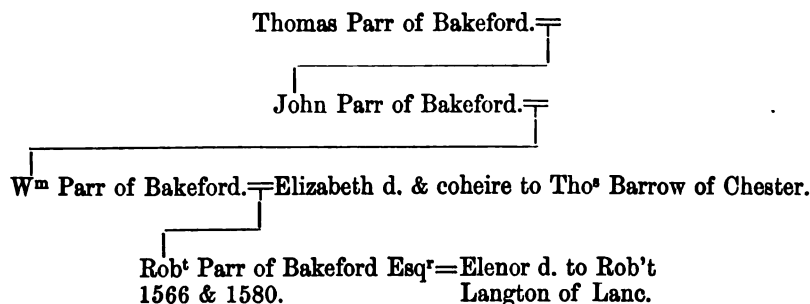 Thomas Parr of Bakeford.=
John Parr of Bakeford.=
Wᵐ Parr of Bakeford.=Elizabeth d. & coheire to Thoˢ Barrow of Chester.
Robᵗ Parr of Bakeford Esqʳ=Elenor d. to Rob't
1566 & 1580. Langton of Lanc.